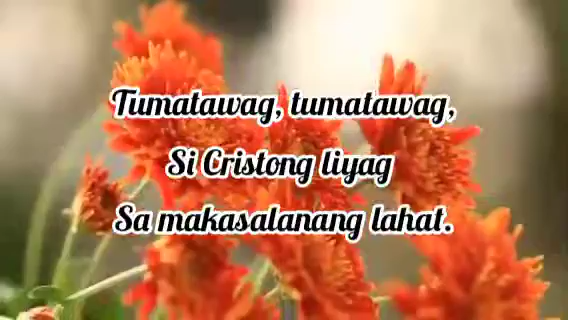 Tumatawag, tumatawag,
Si Cristong liyag
Sa makasalanang lahat.